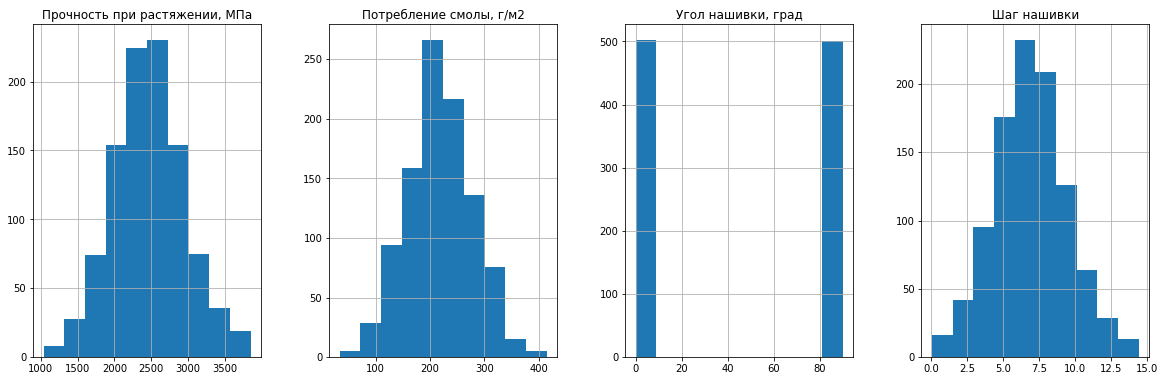 Прочность при растяжении, МПа
200
150
100
50
0
1000 1500 2000 2500 3000 3500
Потребление смолы, г/м2
250
200
150
100
50
0
100 200 300 400
Угол нашивки, град
500
400
300
200
100
0
0 20 40 60 80
Шаг нашивки
200
150
100
50
0
0.0 2.5 5.0 7.5 10.0 12.5 15.0